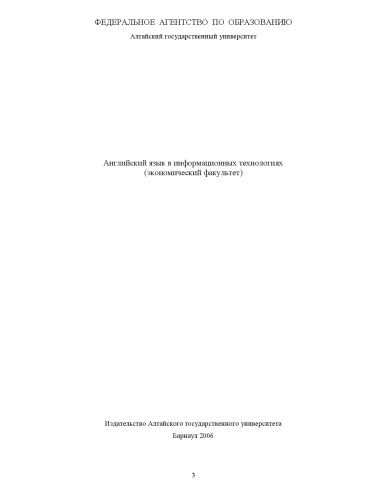 ФЕДЕРАЛЬНОЕ АГЕНТСТВО ПО ОБРАЗОВАНИЮ
Алтайский государственный университет
Английский язык в информационных технологиях
(экономический факультет)
Издательство Алтайского государственного университета
Барнаул 2006
3